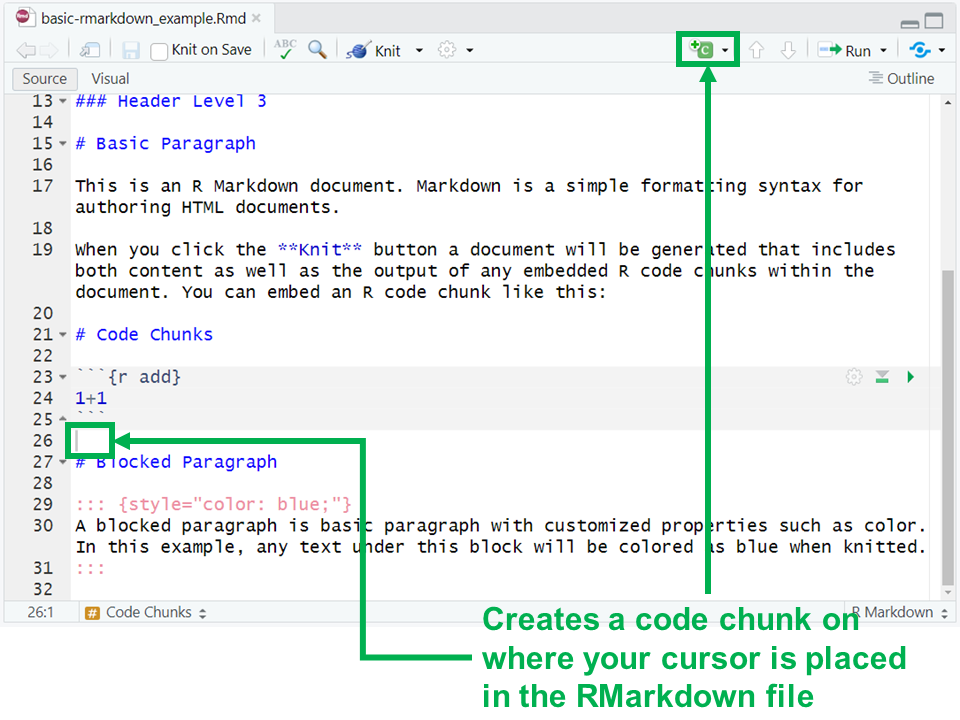 basic-rmarkdown_example.Rmd
Knit on Save ABC Knit C Run
Source Visual Outline
13 ### Header Level 3
14
15 # Basic Paragraph
16
17 This is an R Markdown document. Markdown is a simple formatting syntax for
authoring HTML documents.
18
19 When you click the **Knit** button a document will be generated that includes
both content as well as the output of any embedded R code chunks within the
document. You can embed an R code chunk like this:
20
21 # Code Chunks
22
23 ```{r add}
24 1+1
25 ```
26
27 # Blocked Paragraph
28
29 ::: {style="color: blue;"}
30 A blocked paragraph is basic paragraph with customized properties such as color.
In this example, any text under this block will be colored as blue when knitted.
31 :::
32
26:1 # Code Chunks R Markdown
Creates a code chunk on
where your cursor is placed
in the RMarkdown file